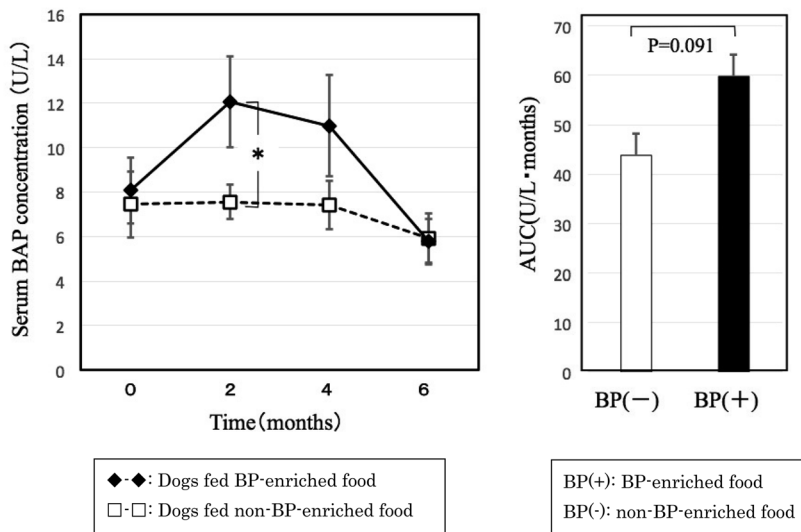 Serum BAP concentration (U/L)
16
14
12
10
8
6
4
2
0
*
0 2 4 6
Time(months)
◆-◆: Dogs fed BP-enriched food
□-□: Dogs fed non-BP-enriched food
AUC(U/L・months)
70
60
50
40
30
20
10
0
P=0.091
BP(−) BP(+)
BP(+): BP-enriched food
BP(-): non-BP-enriched food